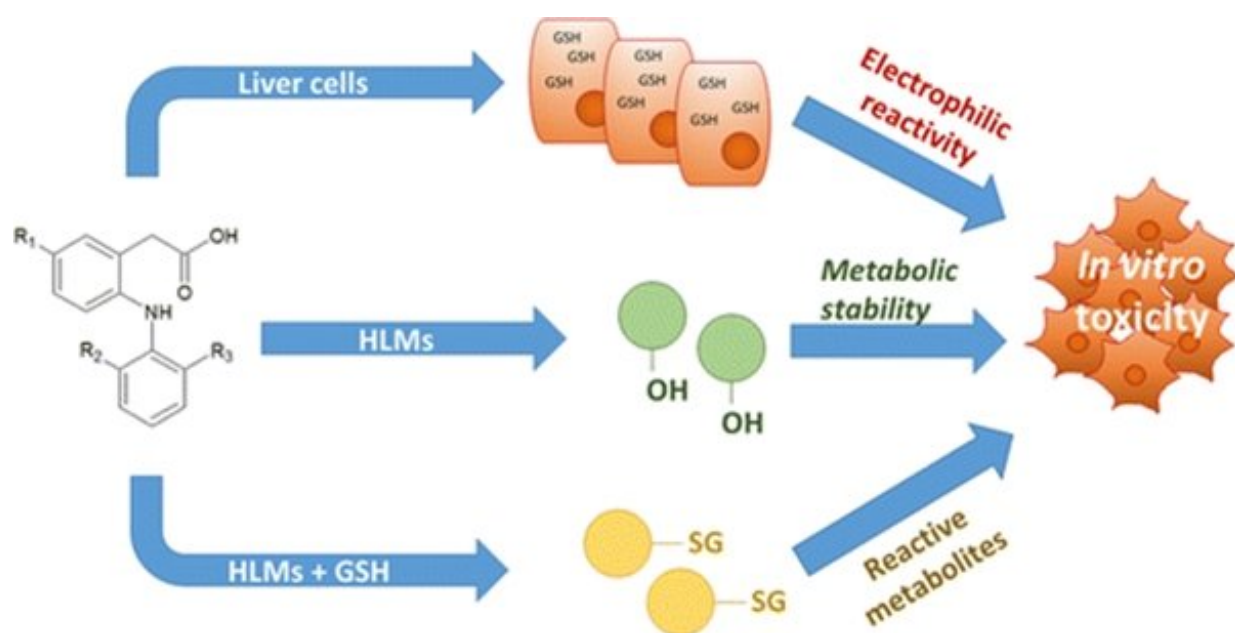 Liver cells
GSH
GSH
GSH
GSH
GSH
GSH
GSH
GSH
GSH
Electrophilic
reactivity
R1
OH
O
NH
R2
R3
HLMs
OH
OH
Metabolic
stability
In vitro
toxicity
HLMs + GSH
SG
SG
Reactive
metabolites